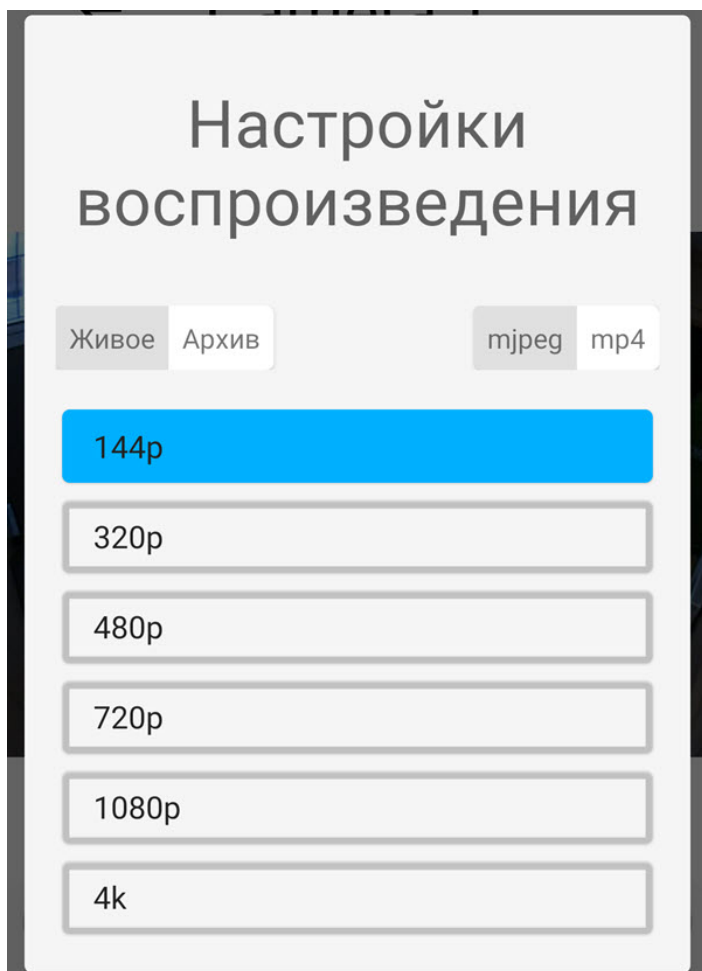 Настройки
воспроизведения
Живое Архив mjpeg mp4
144p
320p
480p
720p
1080p
4k